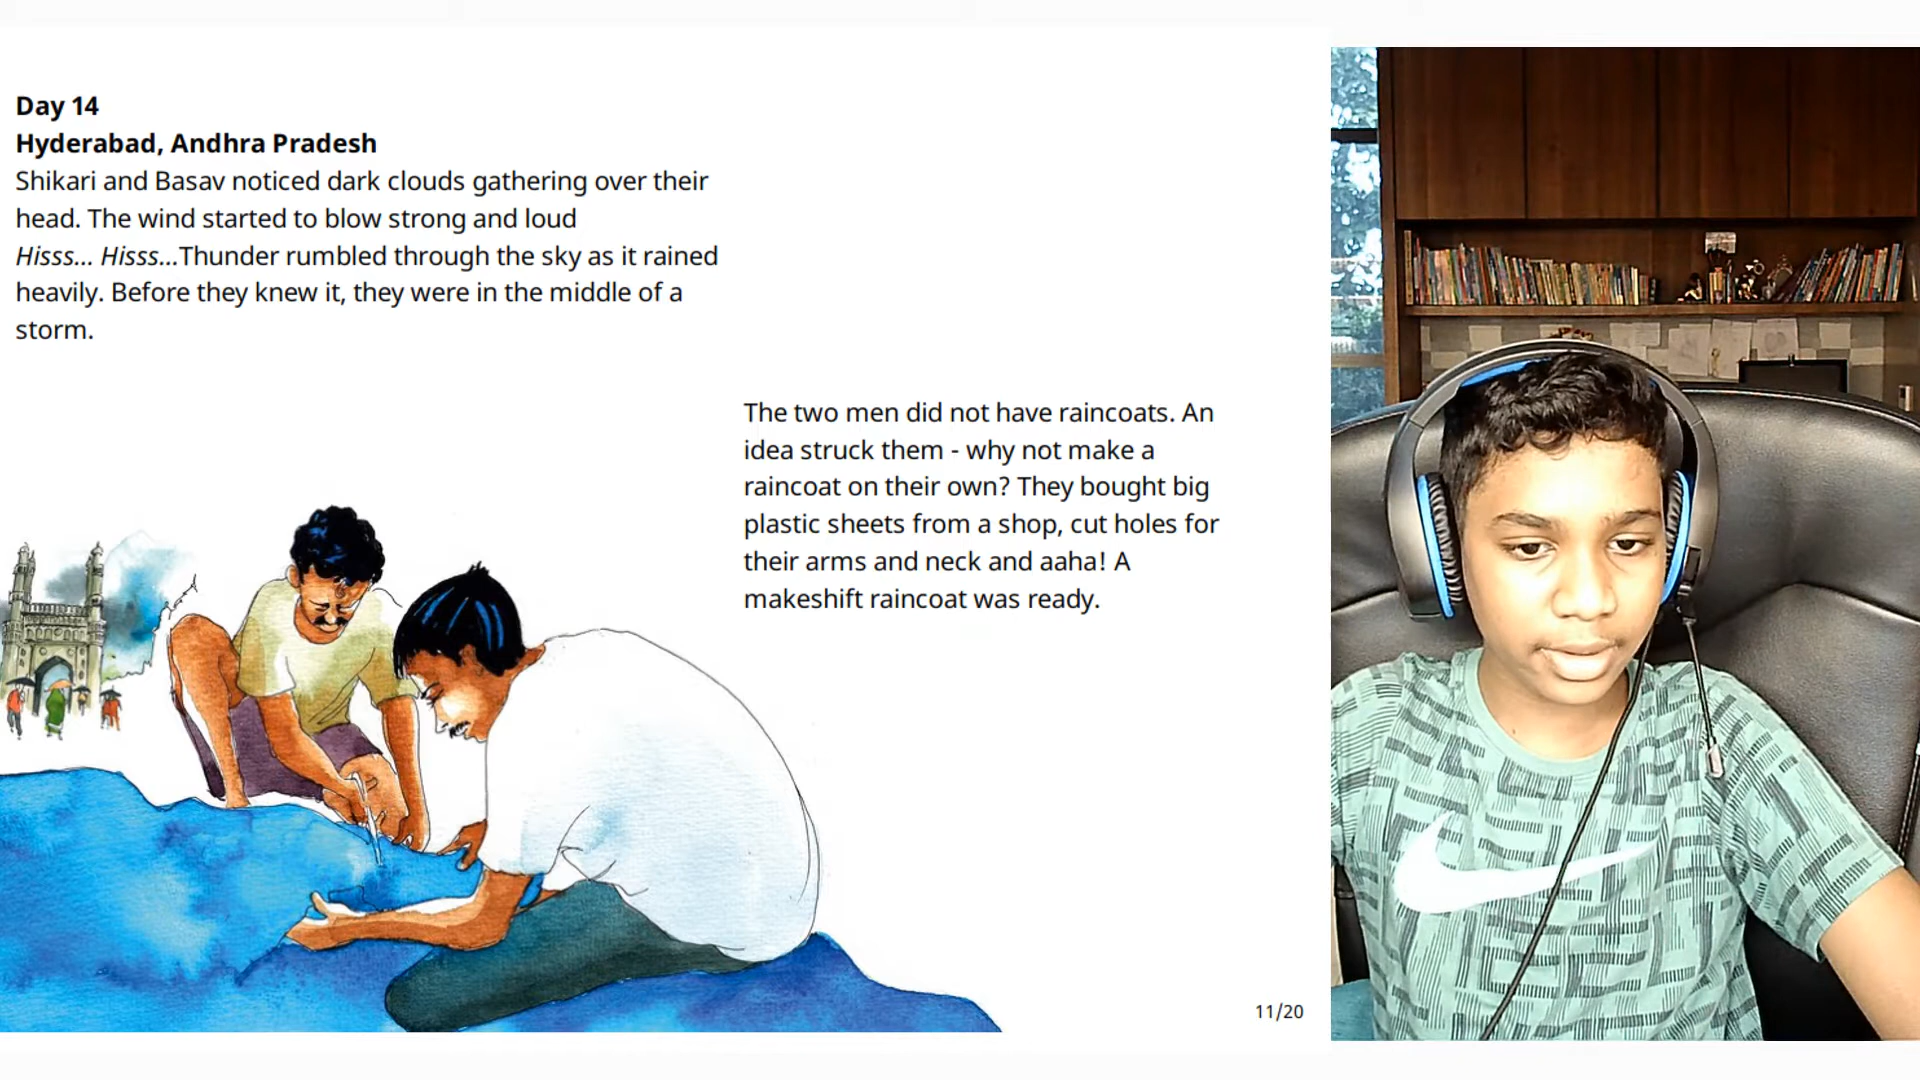 Day 14
Hyderabad, Andhra Pradesh
Shikari and Basav noticed dark clouds gathering over their
head. The wind started to blow strong and loud
Hisss... Hisss...Thunder rumbled through the sky as it rained
heavily. Before they knew it, they were in the middle of a
storm.
The two men did not have raincoats. An
idea struck them - why not make a
raincoat on their own? They bought big
plastic sheets from a shop, cut holes for
their arms and neck and aaha! A
makeshift raincoat was ready.
11/20